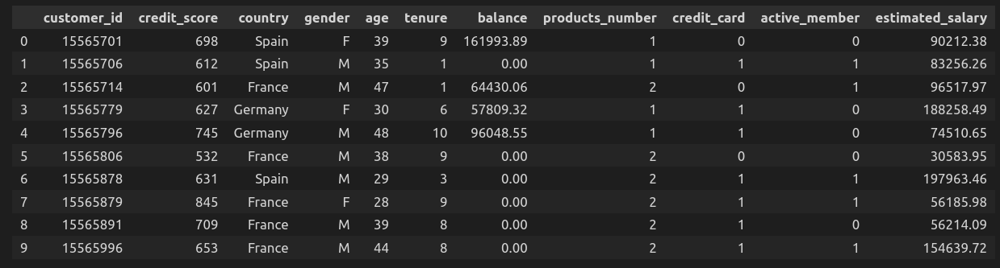 customer_id credit_score country gender age tenure balance products_number credit_card active_member estimated_salary
0 15565701 698 Spain F 39 9 161993.89 1 0 0 90212.38
1 15565706 612 Spain M 35 1 0.00 1 1 1 83256.26
2 15565714 601 France M 47 1 64430.06 2 0 1 96517.97
3 15565779 627 Germany F 30 6 57809.32 1 1 0 188258.49
4 15565796 745 Germany M 48 10 96048.55 1 1 0 74510.65
5 15565806 532 France M 38 9 0.00 2 0 0 30583.95
6 15565878 631 Spain M 29 3 0.00 2 1 1 197963.46
7 15565879 845 France F 28 9 0.00 2 1 1 56185.98
8 15565891 709 France M 39 8 0.00 2 1 0 56214.09
9 15565996 653 France M 44 8 0.00 2 1 1 154639.72